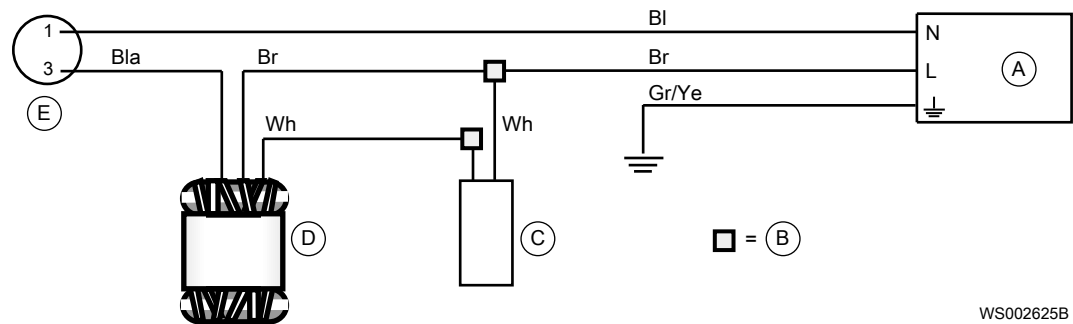 Bl
1 N
Bla Br Br
3 L A
Gr/Ye
E
Wh Wh
D C = B
WS002625B